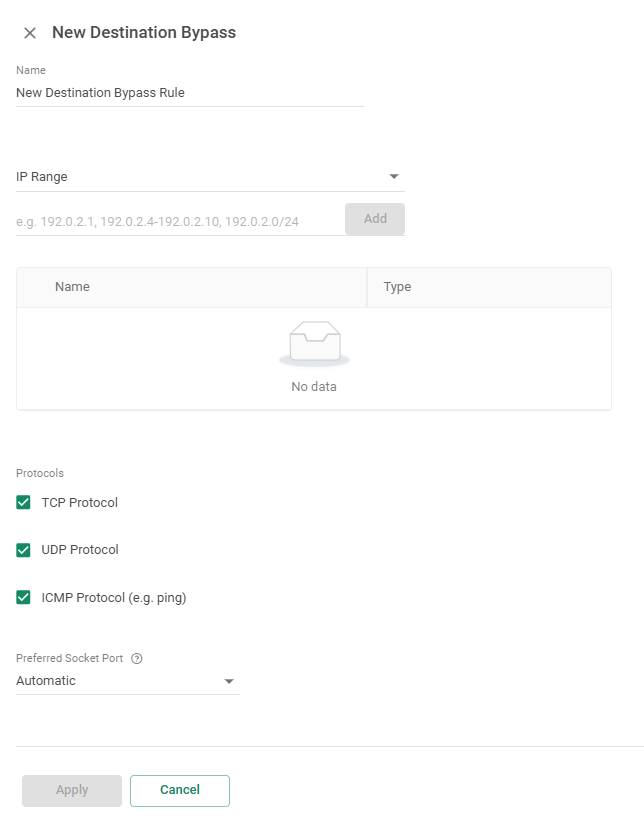 New Destination Bypass
Name
New Destination Bypass Rule
IP Range
e.g. 192.0.2.1, 192.0.2.4-192.0.2.10, 192.0.2.0/24
Add
Name Type
No data
Protocols
TCP Protocol
UDP Protocol
ICMP Protocol (e.g. ping)
Preferred Socket Port ?
Automatic
Apply Cancel